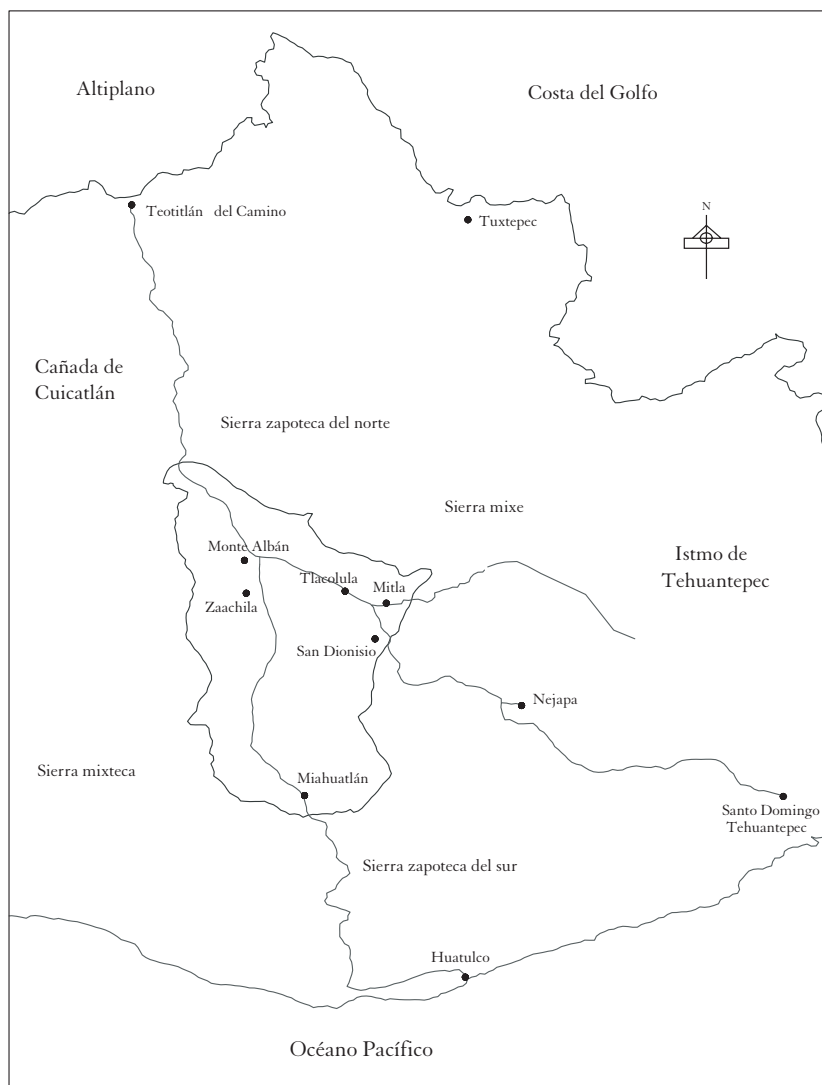 Altiplano
Costa del Golfo
Teotitlán del Camino
Tuxtepec
N
Cañada de
Cuicatlán
Sierra zapoteca del norte
Sierra mixe
Monte Albán
Istmo de
Tehuantepec
Tlacolula
Mitla
Zaachila
San Dionisio
Nejapa
Sierra mixteca
Miahuatlán
Santo Domingo
Tehuantepec
Sierra zapoteca del sur
Huatulco
Océano Pacífico